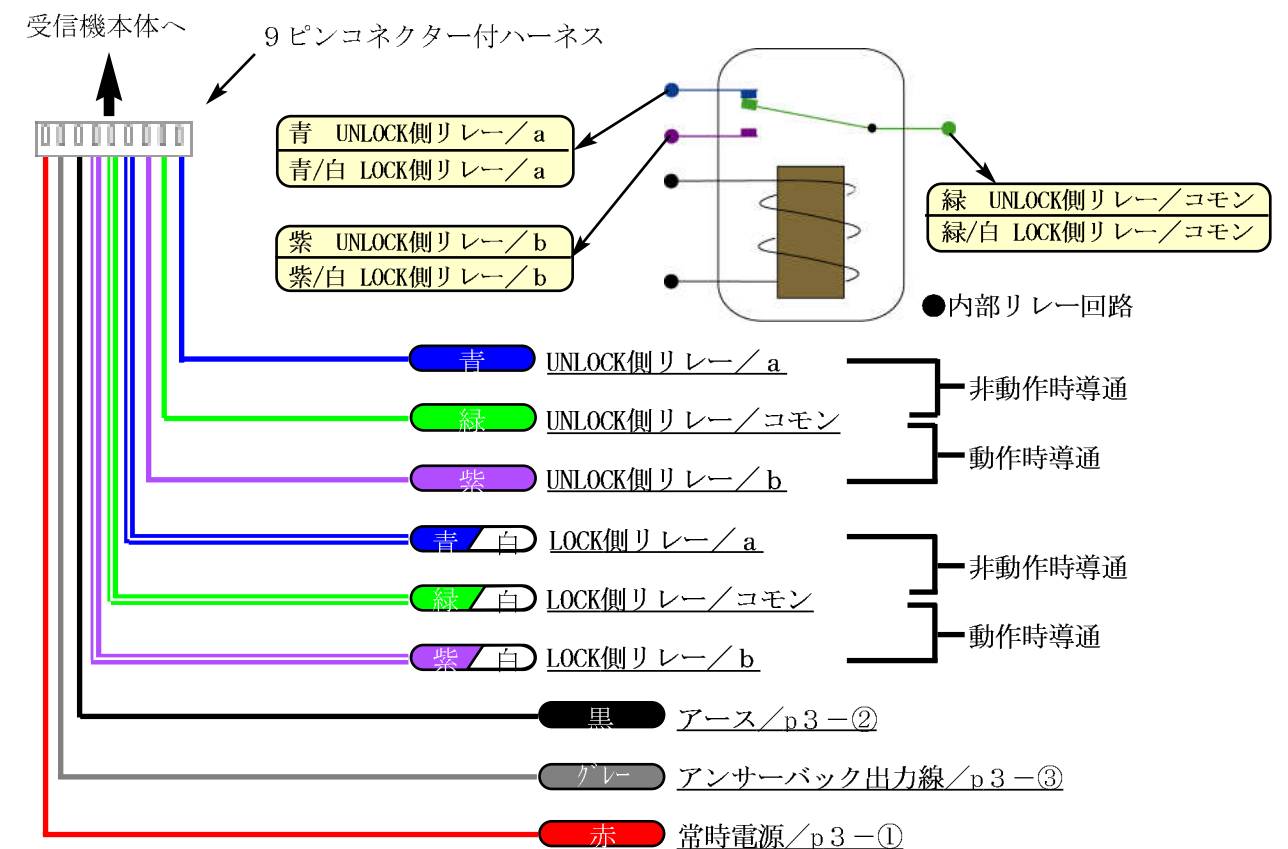 受信機本体へ
9ピンコネクター付ハーネス
青　UNLOCK側リレー／a
青/白 LOCK側リレー／a
紫　UNLOCK側リレー／b
紫/白 LOCK側リレー／b
緑　UNLOCK側リレー／コモン
緑/白 LOCK側リレー／コモン
●内部リレー回路
青 UNLOCK側リレー／a
非動作時導通
緑 UNLOCK側リレー／コモン
動作時導通
紫 UNLOCK側リレー／b
青／白 LOCK側リレー／a
非動作時導通
緑／白 LOCK側リレー／コモン
動作時導通
紫／白 LOCK側リレー／b
黒 アース／p３－②
グレー アンサーバック出力線／p３－③
赤 常時電源／p３－①